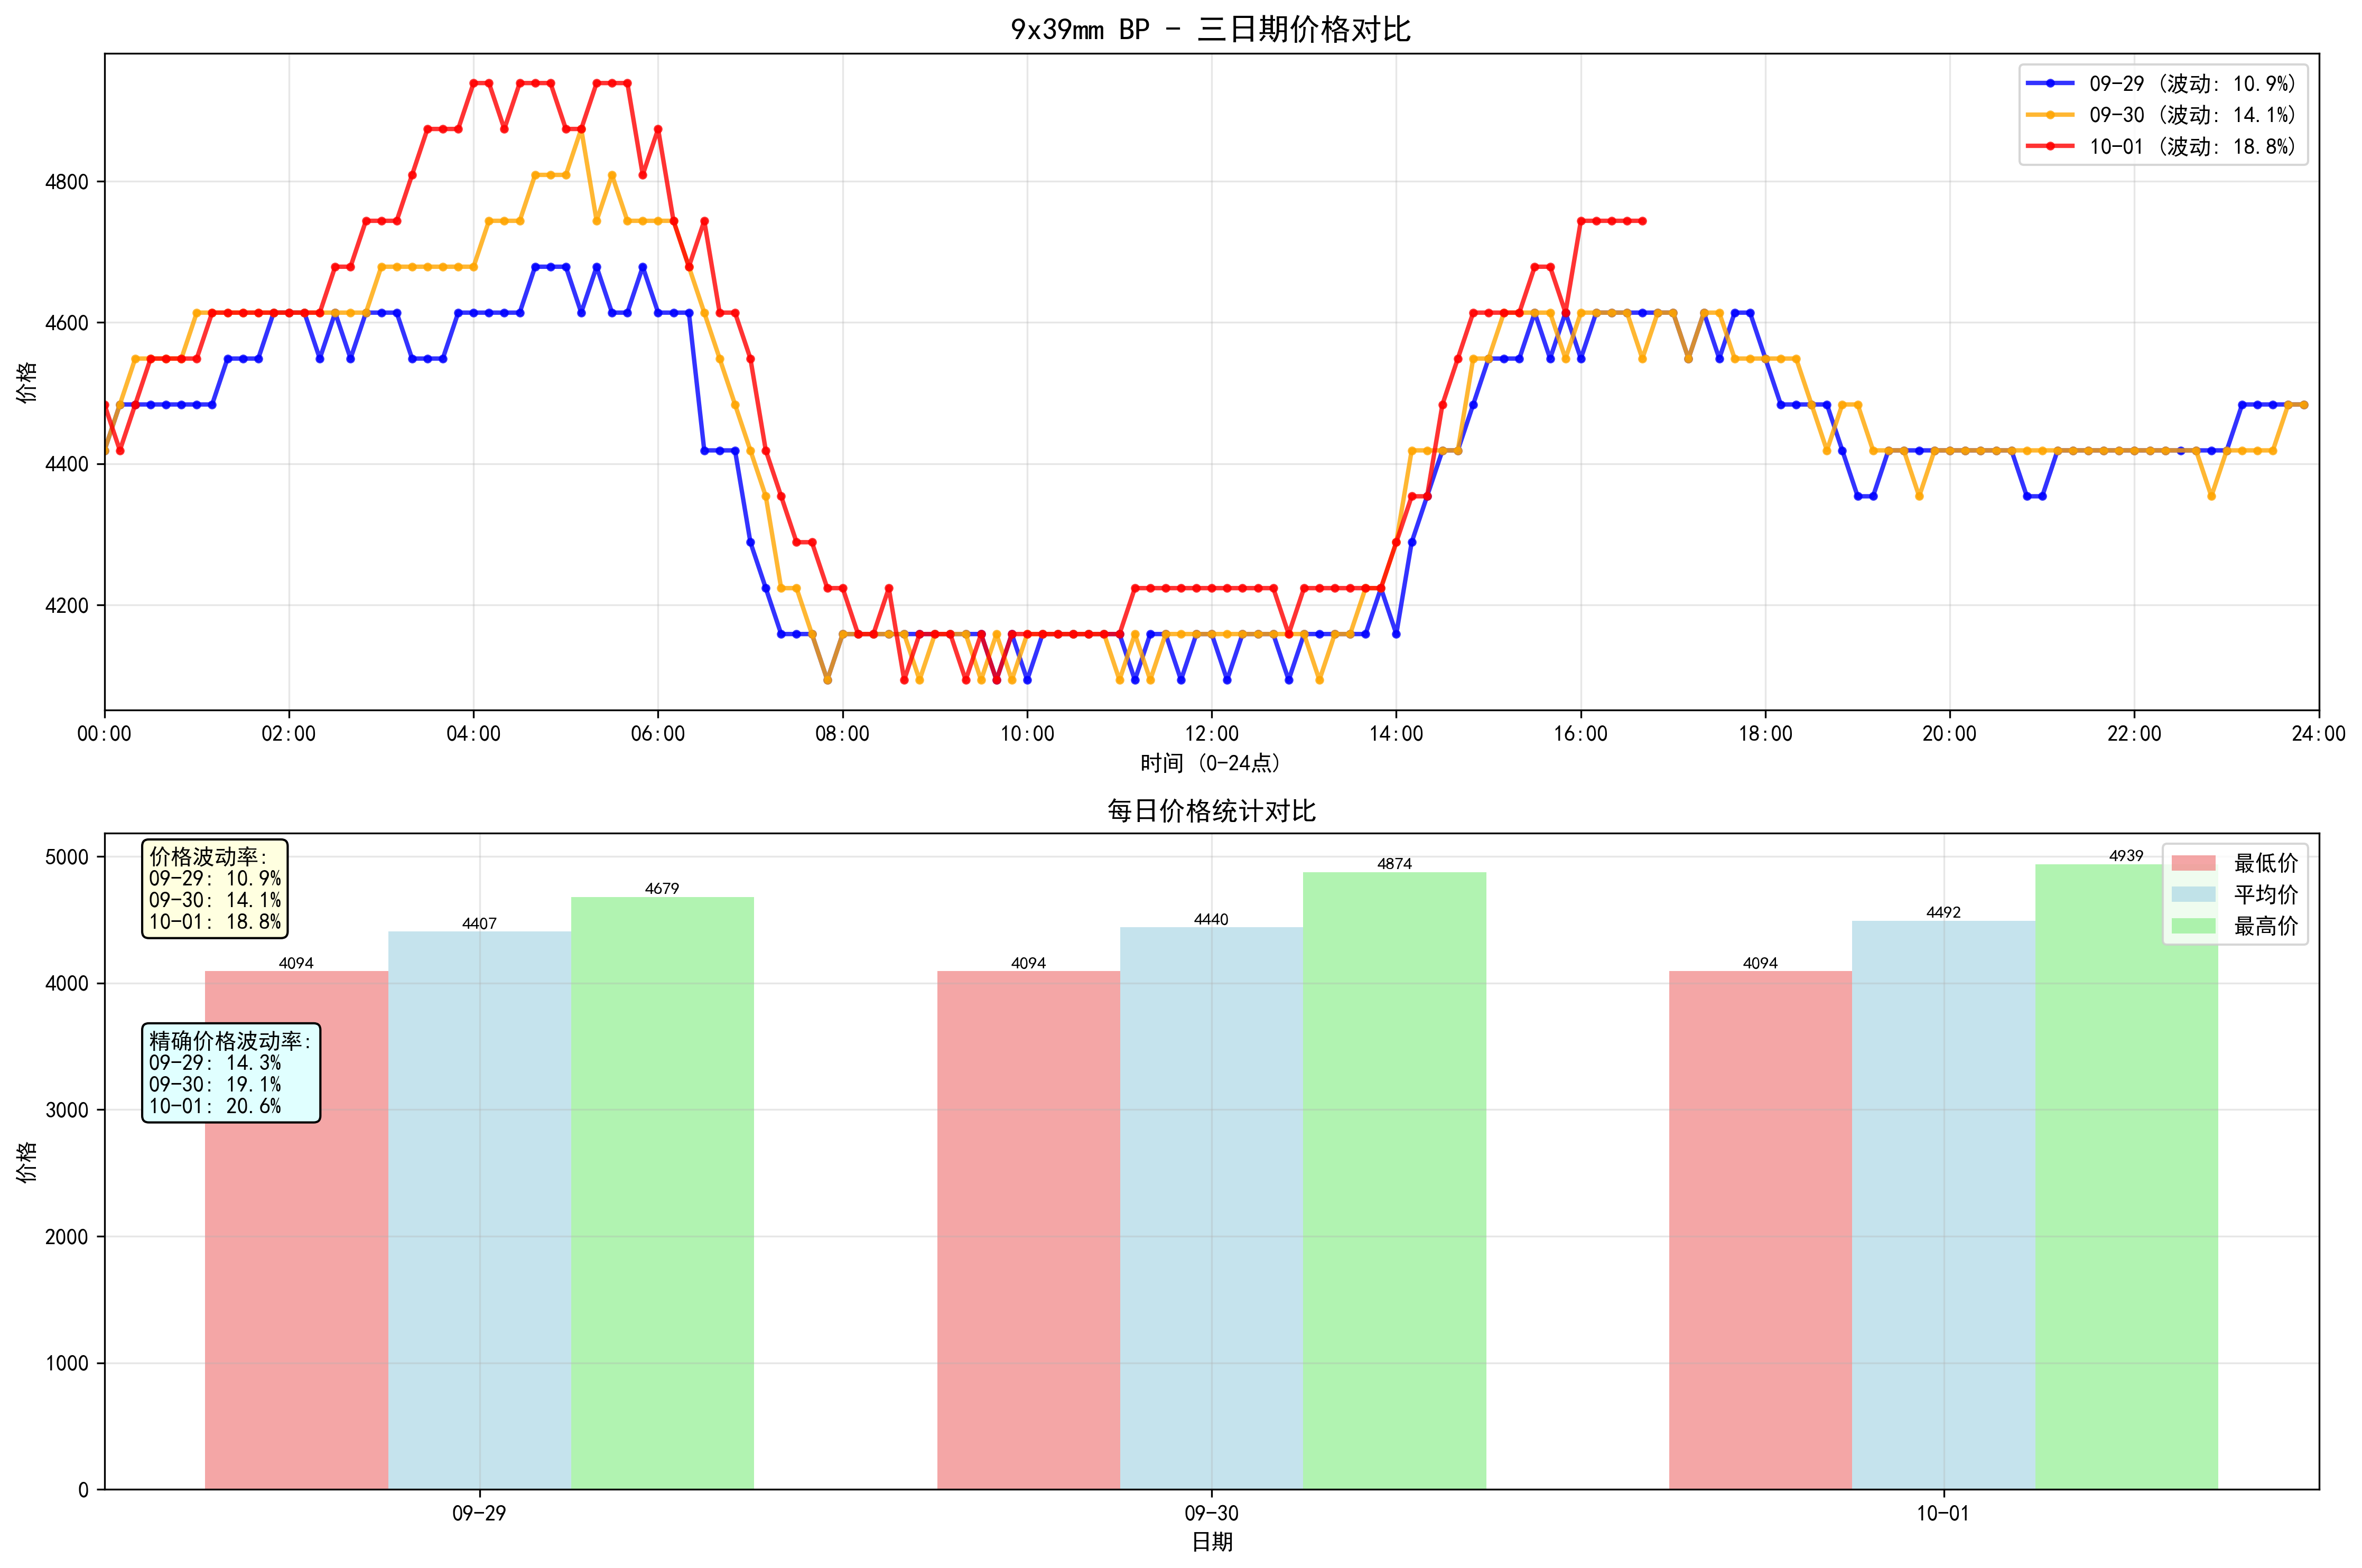 9x39mm BP - 三日期价格对比
09-29 (波动: 10.9%)
09-30 (波动: 14.1%)
10-01 (波动: 18.8%)
价格
4800
4600
4400
4200
00:00 02:00 04:00 06:00 08:00 10:00 12:00 14:00 16:00 18:00 20:00 22:00 24:00
时间 (0-24点)
每日价格统计对比
价格波动率:
09-29: 10.9%
09-30: 14.1%
10-01: 18.8%
精确价格波动率:
09-29: 14.3%
09-30: 19.1%
10-01: 20.6%
最低价
平均价
最高价
4094 4407 4679 4094 4440 4874 4094 4492 4939
价格
5000
4000
3000
2000
1000
0
09-29 09-30 10-01
日期